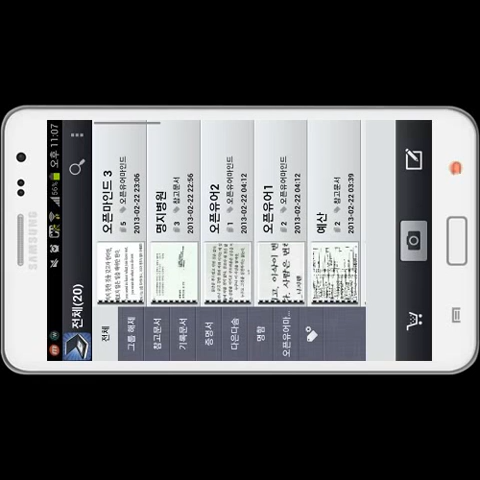 SAMSUNG
56% 오후 11:07
전체(20)
전체
그룹 해제
참고문서
기록문서
증명서
다운다송
명함
오픈유어마...
오픈마인드 3
5 오픈유어마인드
2013-02-22 23:06
명지병원
3 참고문서
2013-02-22 22:56
오픈유어2
1 오픈유어마인드
2013-02-22 04:12
오픈유어1
2 오픈유어마인드
2013-02-22 04:12
예산
2 참고문서
2013-02-22 03:39